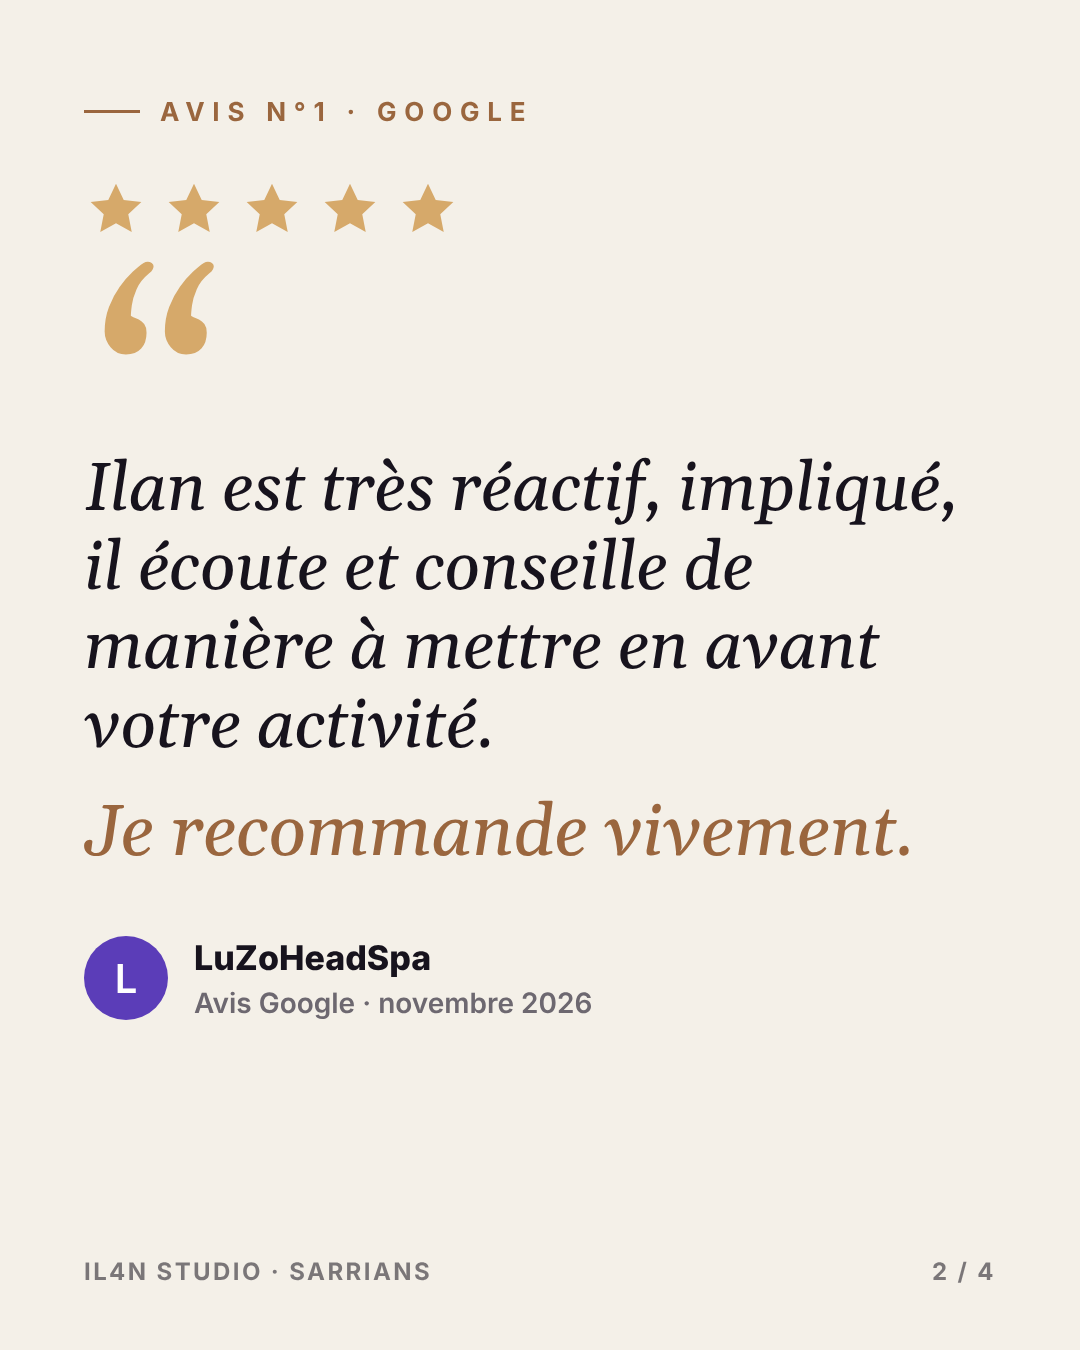 AVIS N°1 · GOOGLE
“
Ilan est très réactif, impliqué,
il écoute et conseille de
manière à mettre en avant
votre activité.
Je recommande vivement.
L
LuZoHeadSpa
Avis Google · novembre 2026
IL4N STUDIO · SARRIANS
2 / 4